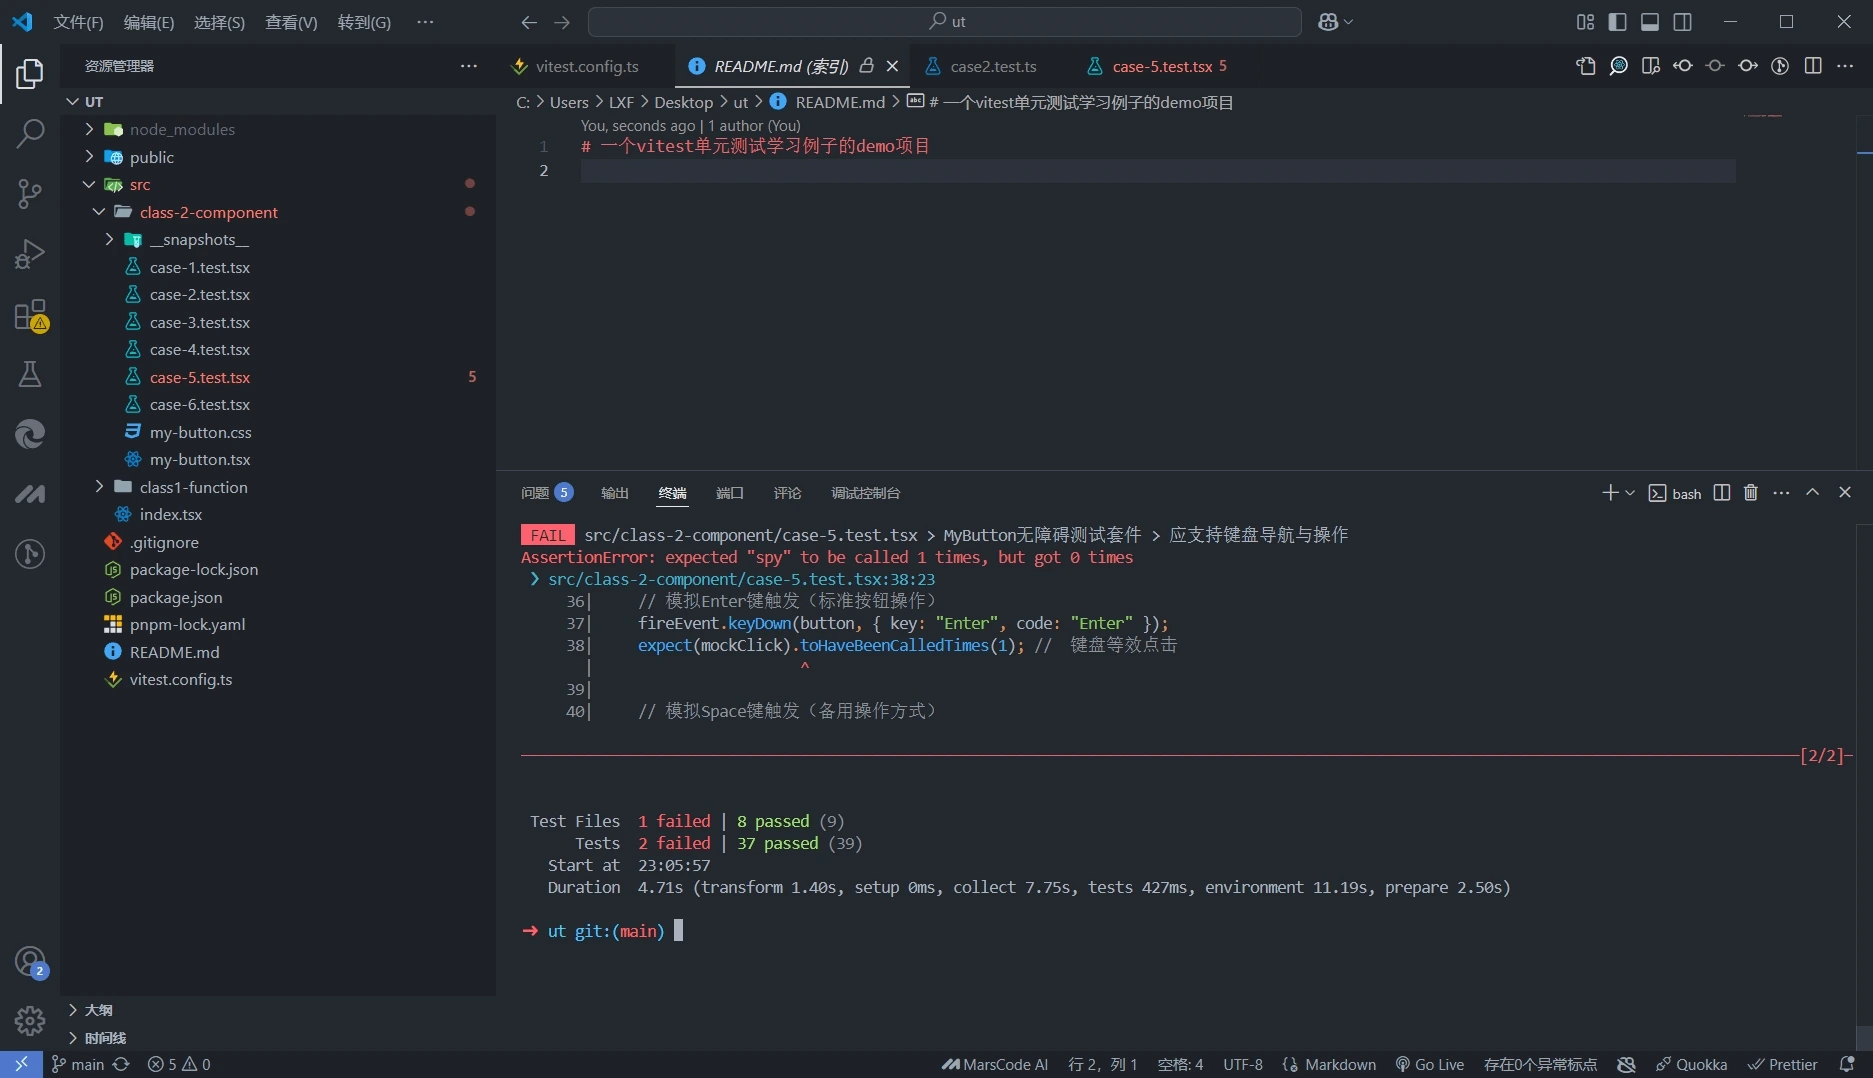 文件(F) 编辑(E) 选择(S) 查看(V) 转到(G) ··· ut
资源管理器 ···
vitest.config.ts README.md (索引) case2.test.ts case-5.test.tsx 5
UT
node_modules
public
src
class-2-component
__snapshots__
case-1.test.tsx
case-2.test.tsx
case-3.test.tsx
case-4.test.tsx
case-5.test.tsx 5
case-6.test.tsx
my-button.css
my-button.tsx
class1-function
index.tsx
.gitignore
package-lock.json
package.json
pnpm-lock.yaml
README.md
vitest.config.ts
大纲
时间线
2
C: > Users > LXF > Desktop > ut > README.md > # 一个vitest单元测试学习例子的demo项目
You, seconds ago | 1 author (You)
1 # 一个vitest单元测试学习例子的demo项目
2
问题 5 输出 终端 端口 评论 调试控制台 bash
FAIL src/class-2-component/case-5.test.tsx > MyButton无障碍测试套件 > 应支持键盘导航与操作
AssertionError: expected "spy" to be called 1 times, but got 0 times
❯ src/class-2-component/case-5.test.tsx:38:23
36| // 模拟Enter键触发（标准按钮操作）
37| fireEvent.keyDown(button, { key: "Enter", code: "Enter" });
38| expect(mockClick).toHaveBeenCalledTimes(1); // 键盘等效点击
| ^
39|
40| // 模拟Space键触发（备用操作方式）
[2/2]
Test Files 1 failed | 8 passed (9)
Tests 2 failed | 37 passed (39)
Start at 23:05:57
Duration 4.71s (transform 1.40s, setup 0ms, collect 7.75s, tests 427ms, environment 11.19s, prepare 2.50s)
➜ ut git:(main)
main 5 0 MarsCode AI 行 2，列 1 空格: 4 UTF-8 Markdown Go Live 存在0个异常标点 Quokka Prettier